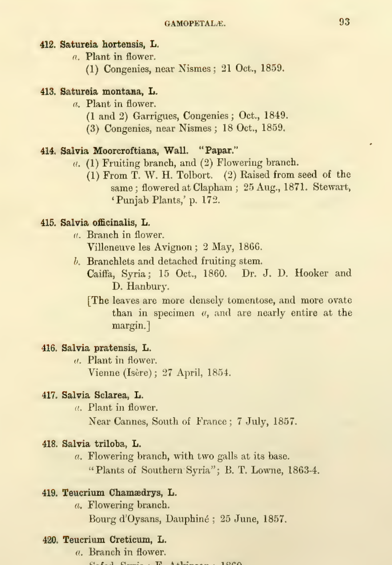 GAMOPETALÆ. 93
412. Satureia hortensis, L.
a. Plant in flower.
(1) Congenies, near Nismes; 21 Oct., 1859.
413. Satureia montana, L.
a. Plant in flower.
(1 and 2) Garrigues, Congenies; Oct., 1849.
(3) Congenies, near Nismes; 18 Oct., 1859.
414. Salvia Moorcroftiana, Wall. "Papar."
a. (1) Fruiting branch, and (2) Flowering branch.
(1) From T. W. H. Tolbort. (2) Raised from seed of the
same; flowered at Clapham; 25 Aug., 1871. Stewart,
'Punjab Plants,' p. 172.
415. Salvia officinalis, L.
a. Branch in flower.
Villeneuve les Avignon; 2 May, 1866.
b. Branchlets and detached fruiting stem.
Caiffa, Syria; 15 Oct., 1860. Dr. J. D. Hooker and
D. Hanbury.
[The leaves are more densely tomentose, and more ovate
than in specimen a, and are nearly entire at the
margin.]
416. Salvia pratensis, L.
a. Plant in flower.
Vienne (Isère); 27 April, 1854.
417. Salvia Sclarea, L.
a. Plant in flower.
Near Cannes, South of France; 7 July, 1857.
418. Salvia triloba, L.
a. Flowering branch, with two galls at its base.
"Plants of Southern Syria"; B. T. Lowne, 1863-4.
419. Teucrium Chamædrys, L.
a. Flowering branch.
Bourg d'Oysans, Dauphiné; 25 June, 1857.
420. Teucrium Creticum, L.
a. Branch in flower.